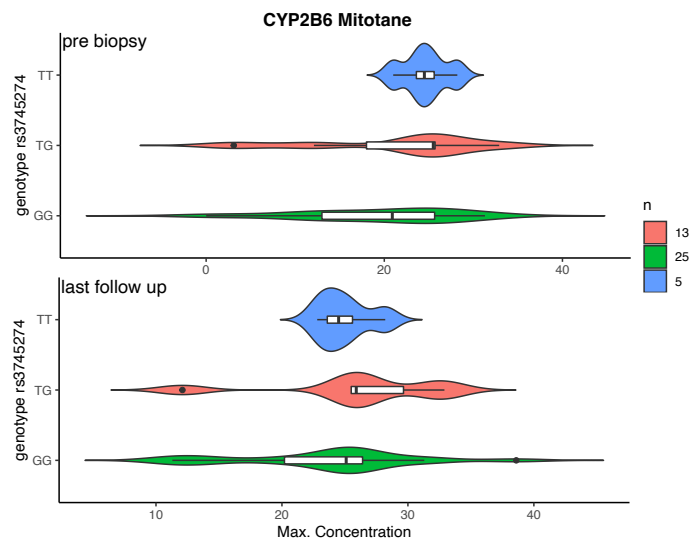 CYP2B6 Mitotane
pre biopsy
genotype rs3745274
TT
TG
GG
0 20 40
last follow up
genotype rs3745274
TT
TG
GG
10 20 30 40
Max. Concentration
n
13
25
5